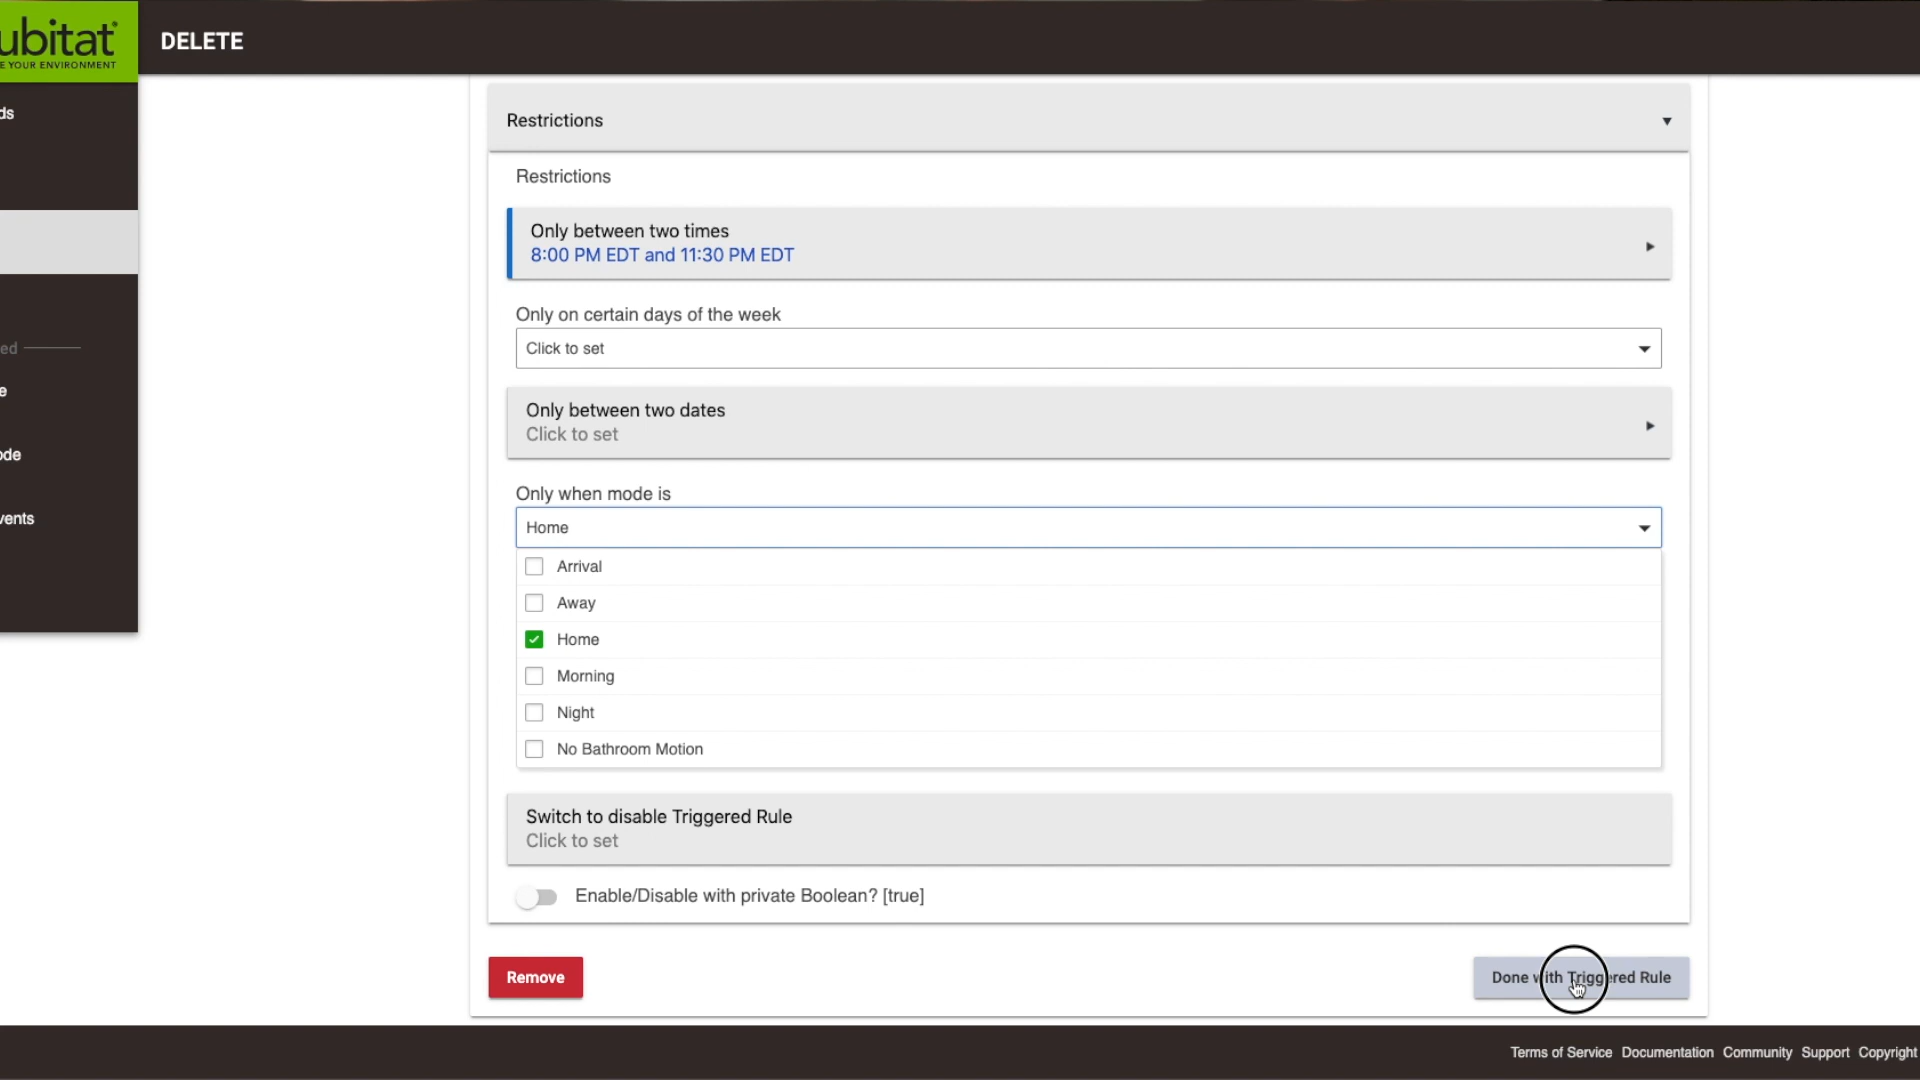 ubitat®
E YOUR ENVIRONMENT
DELETE
ds
ed
e
ode
vents
Restrictions
Restrictions
Only between two times
8:00 PM EDT and 11:30 PM EDT
Only on certain days of the week
Click to set
Only between two dates
Click to set
Only when mode is
Home
Arrival
Away
Home
Morning
Night
No Bathroom Motion
Switch to disable Triggered Rule
Click to set
Enable/Disable with private Boolean? [true]
Remove
Done with Triggered Rule
Terms of Service Documentation Community Support Copyright